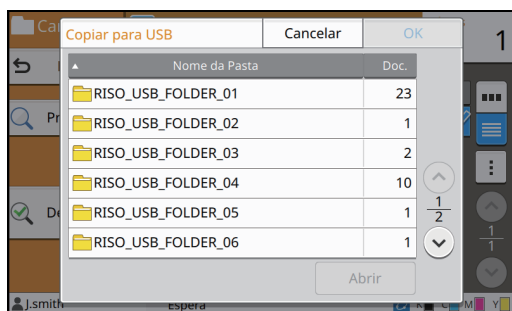 Copiar para USB
Cancelar
OK
1
Nome da Pasta
Doc.
RISO_USB_FOLDER_01 23
RISO_USB_FOLDER_02 1
RISO_USB_FOLDER_03 2
RISO_USB_FOLDER_04 10
RISO_USB_FOLDER_05 1
RISO_USB_FOLDER_06 1
1
2
1
1
Abrir
J.smith
Espera
K C M Y